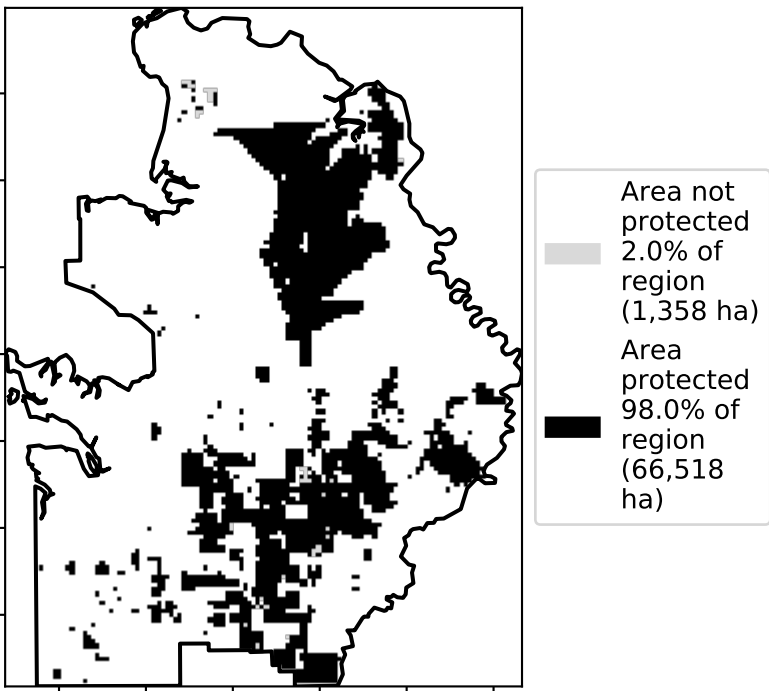 Area not
protected
2.0% of
region
(1,358 ha)
Area
protected
98.0% of
region
(66,518
ha)